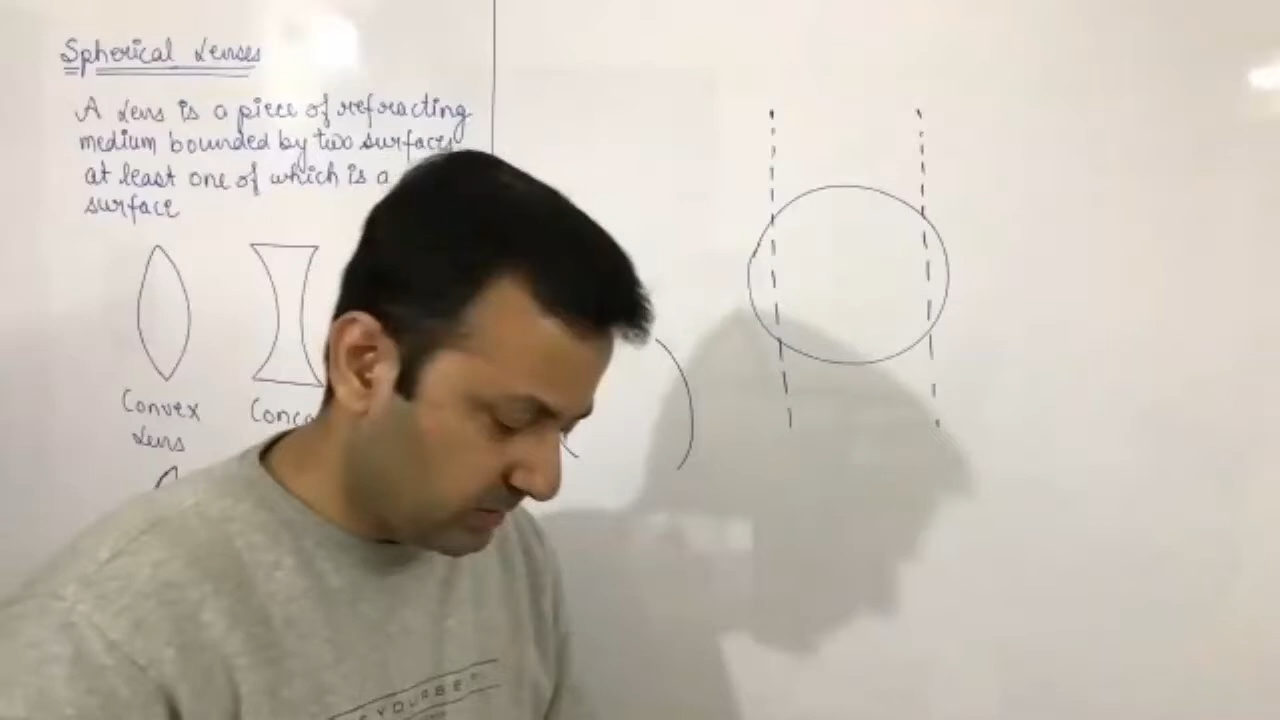 Spherical Lenses
A Lens is a piece of refracting
medium bounded by two surfaces
at least one of which is a
surface
Convex
Lens